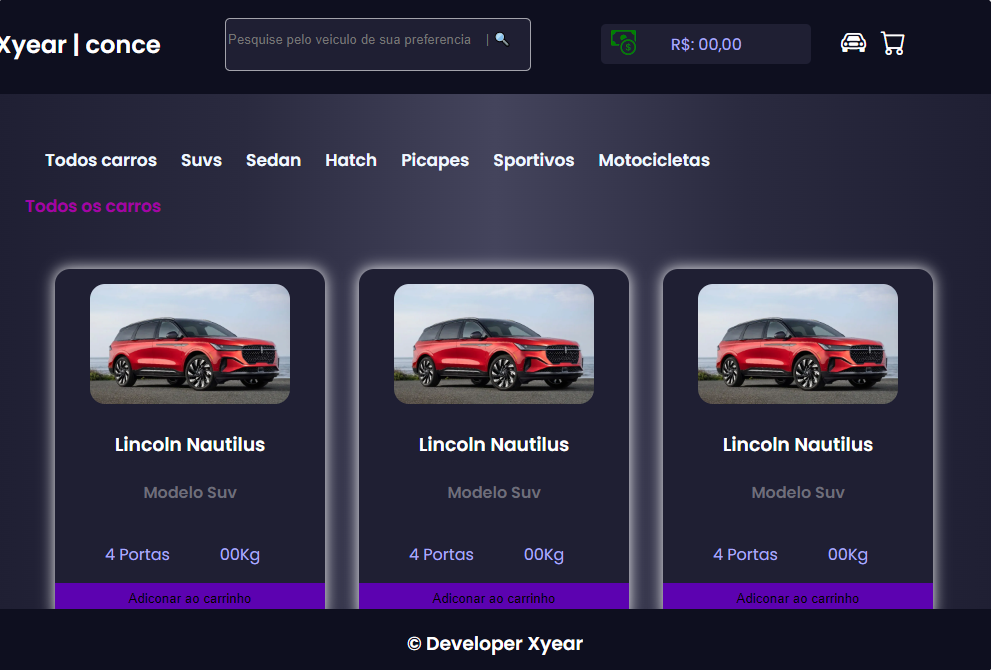 Xyear | conce
Pesquise pelo veiculo de sua preferencia |
R$: 00,00
Todos carros Suvs Sedan Hatch Picapes Sportivos Motocicletas
Todos os carros
Lincoln Nautilus Lincoln Nautilus Lincoln Nautilus
Modelo Suv Modelo Suv Modelo Suv
4 Portas 00Kg 4 Portas 00Kg 4 Portas 00Kg
Adiconar ao carrinho Adiconar ao carrinho Adiconar ao carrinho
© Developer Xyear